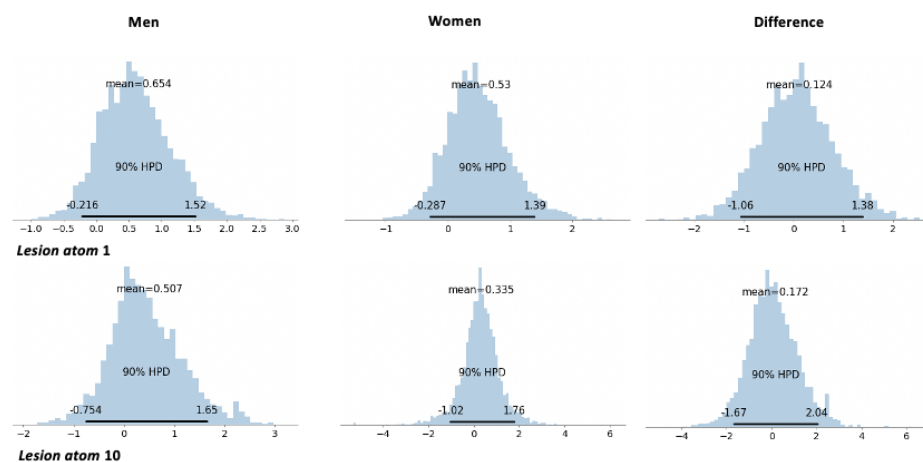 Men Women Difference
mean=0.654 mean=0.53 mean=0.124
90% HPD 90% HPD 90% HPD
-0.216 1.52 -0.287 1.39 -1.06 1.38
-1.0 -0.5 0.0 0.5 1.0 1.5 2.0 2.5 3.0 -1 0 1 2 -2 -1 0 1 2
Lesion atom 1
mean=0.507 mean=0.335 mean=0.172
90% HPD 90% HPD 90% HPD
-0.754 1.65 -1.02 1.76 -1.67 2.04
-2 -1 0 1 2 3 -4 -2 0 2 4 6 -4 -2 0 2 4 6
Lesion atom 10